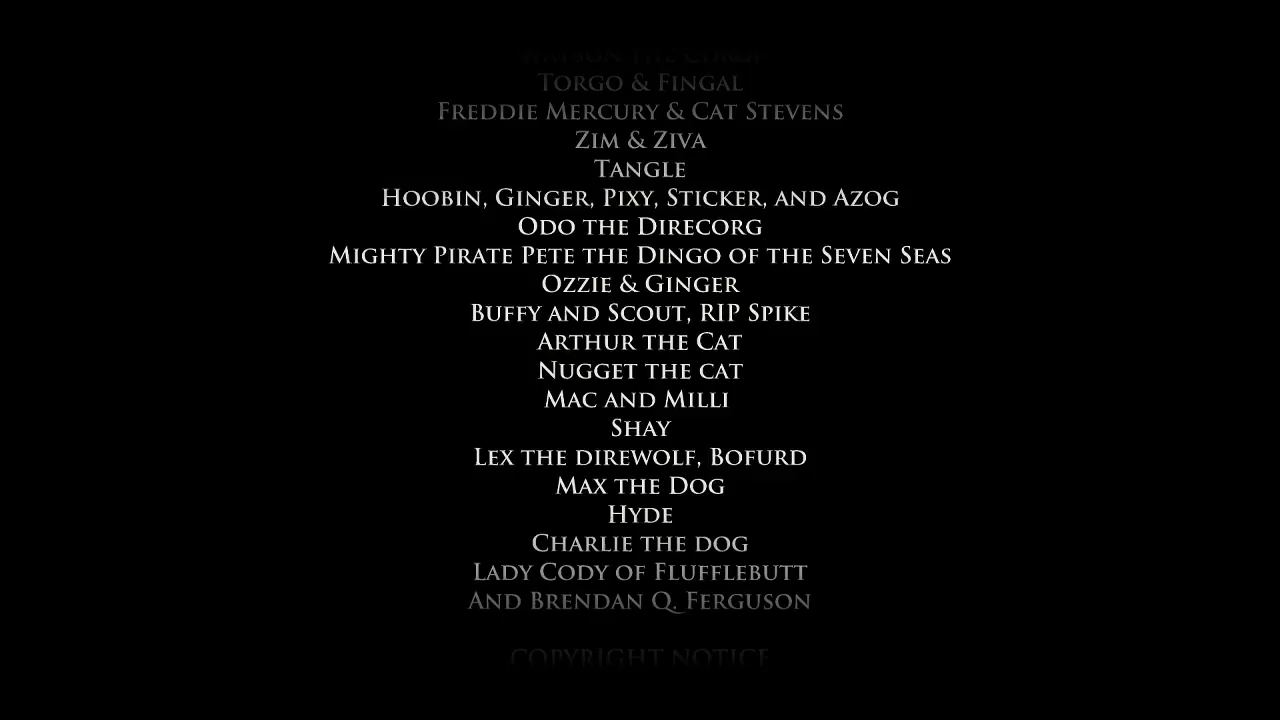 Torgo & Fingal
Freddie Mercury & Cat Stevens
Zim & Ziva
Tangle
Hoobin, Ginger, Pixy, Sticker, and Azog
Odo the Direcorg
Mighty Pirate Pete the Dingo of the Seven Seas
Ozzie & Ginger
Buffy and Scout, RIP Spike
Arthur the Cat
Nugget the cat
Mac and Milli
Shay
Lex the direwolf, Bofurd
Max the Dog
Hyde
Charlie the dog
Lady Cody of Flufflebutt
And Brendan Q. Ferguson
COPYRIGHT NOTICE